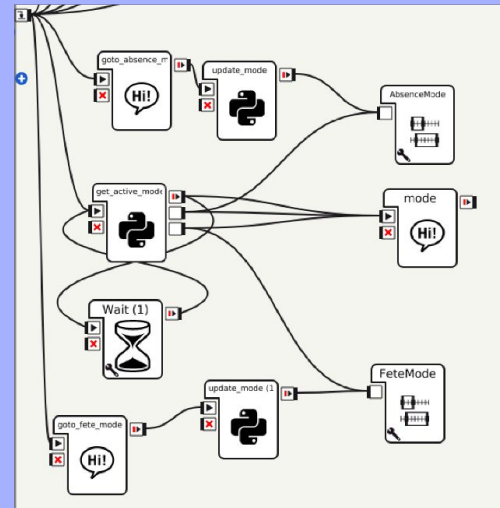 goto_absence_m
Hi!
update_mode
AbsenceMode
get_active_mode
mode
Hi!
Wait (1)
update_mode (1
FeteMode
goto_fete_mode
Hi!